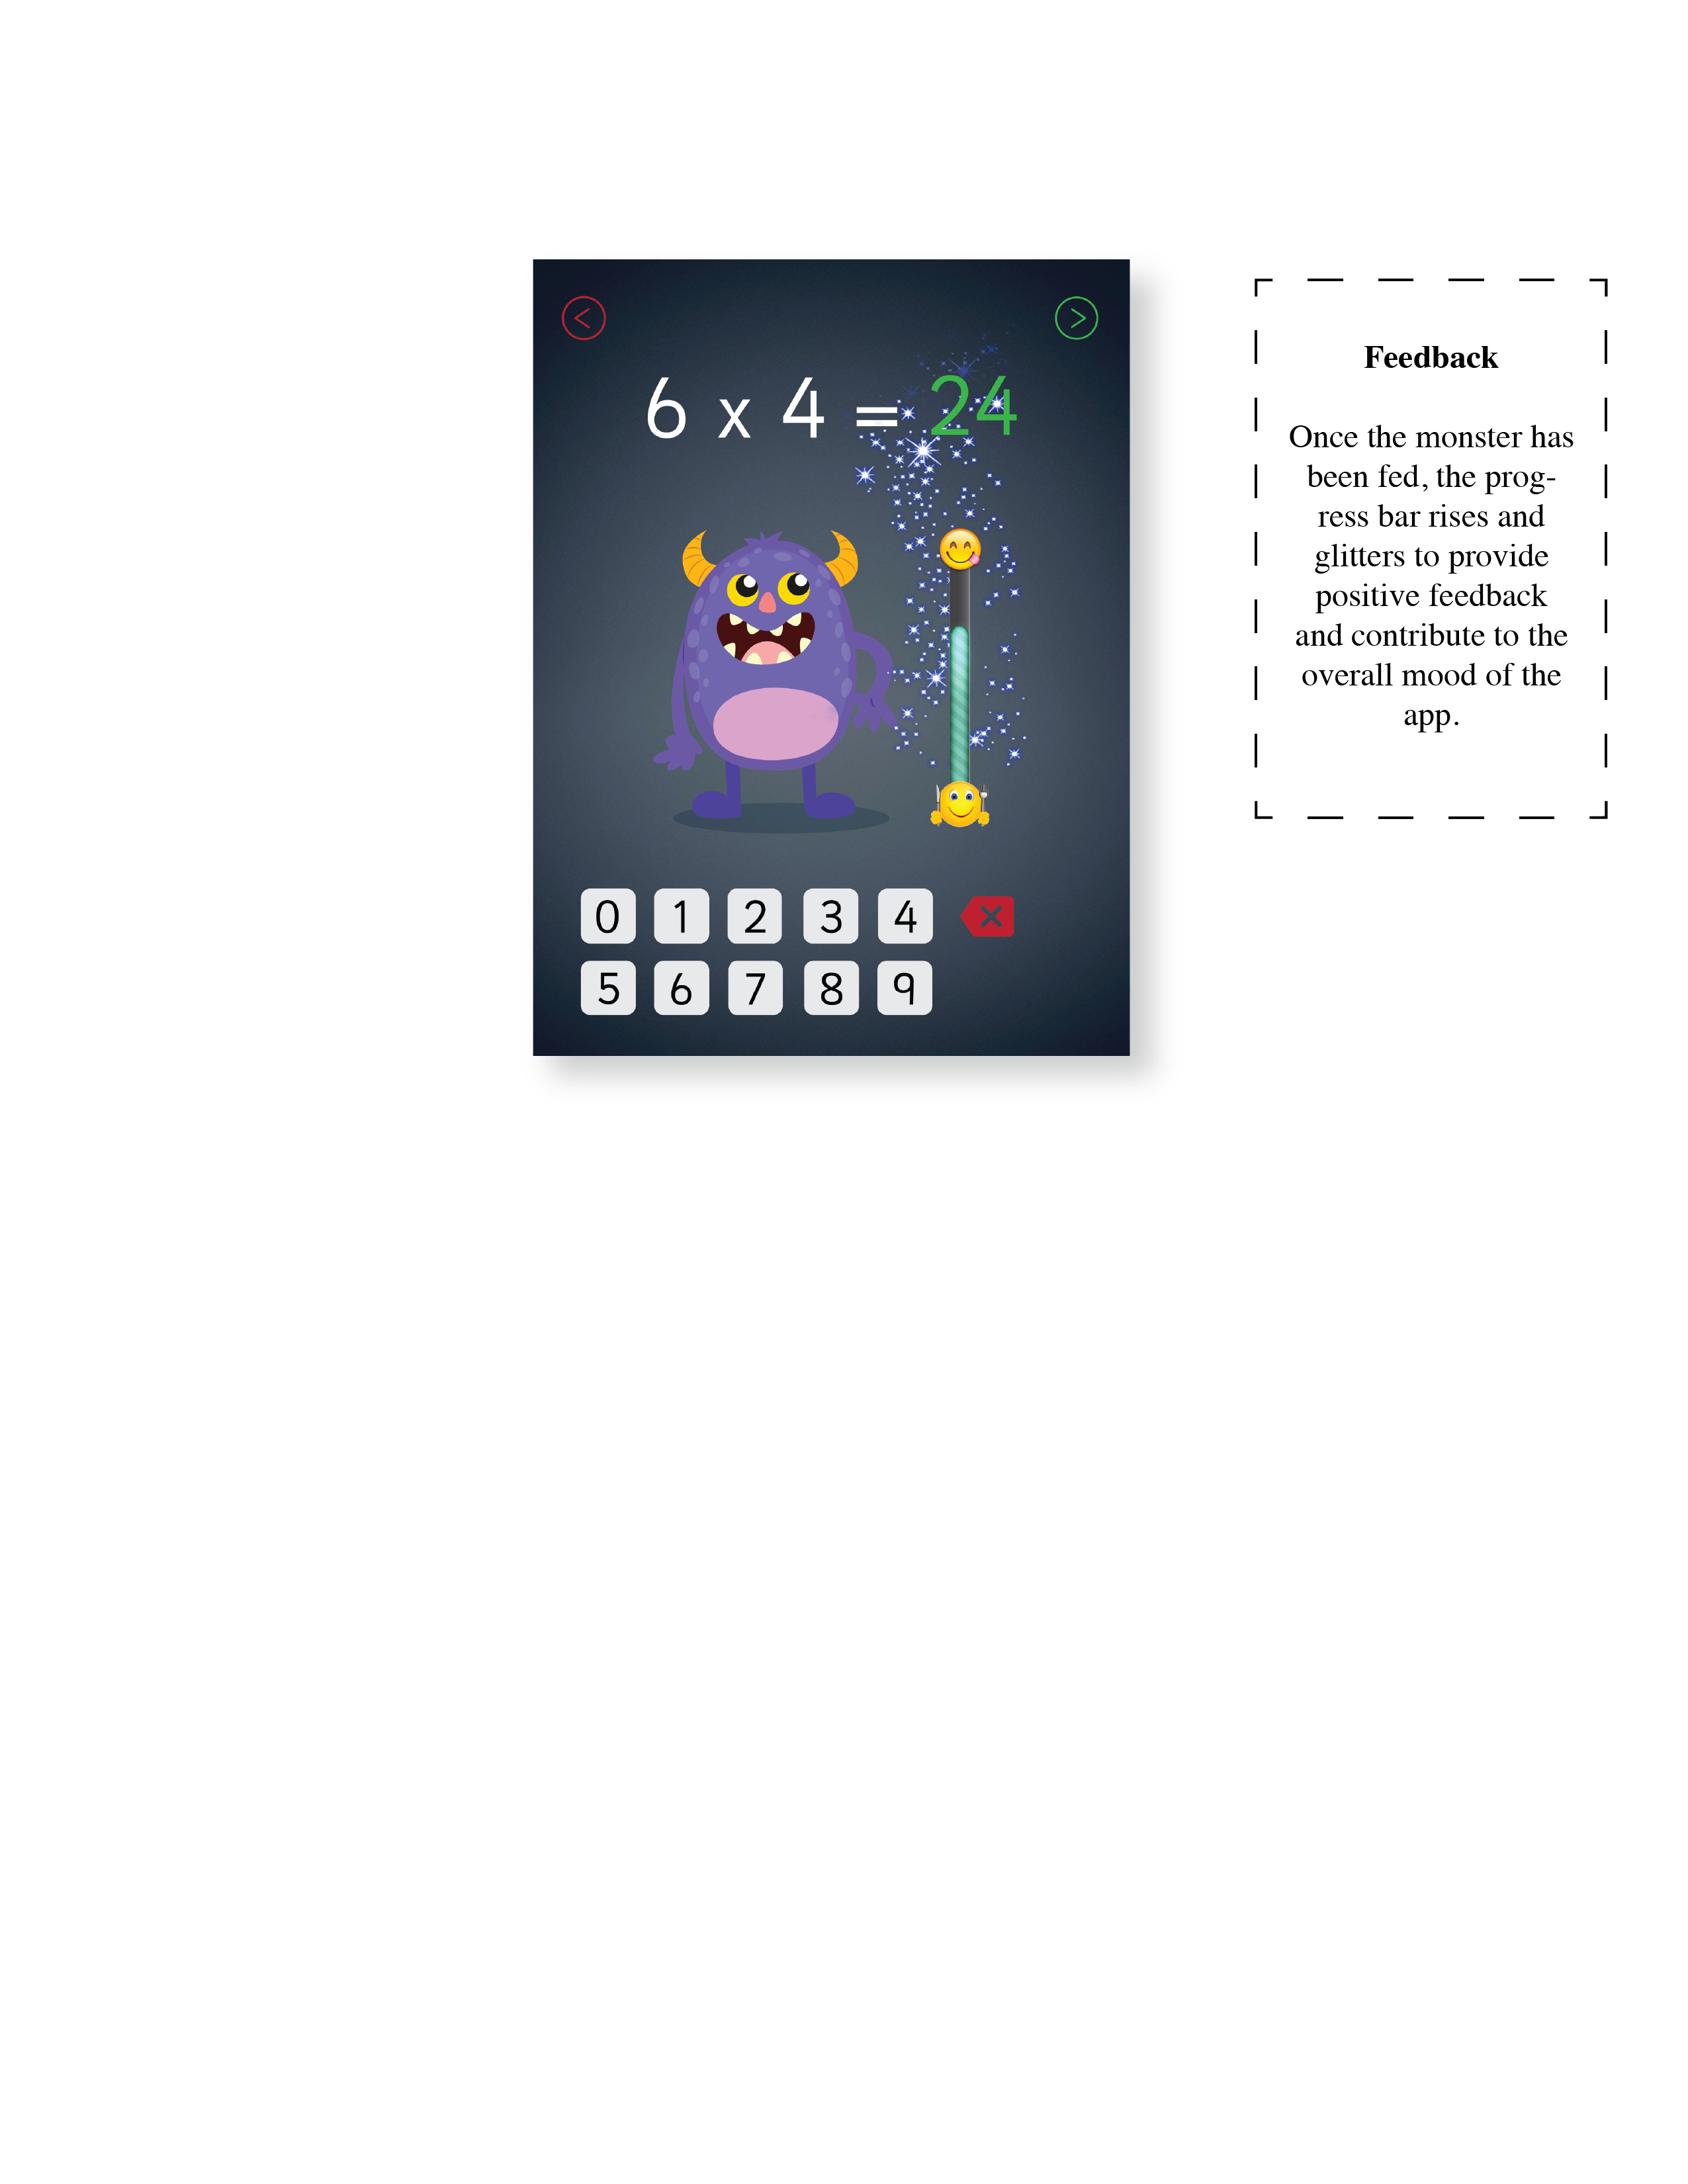 < >
6 x 4 = 24
0 1 2 3 4
5 6 7 8 9
Feedback
Once the monster has
been fed, the prog-
ress bar rises and
glitters to provide
positive feedback
and contribute to the
overall mood of the
app.